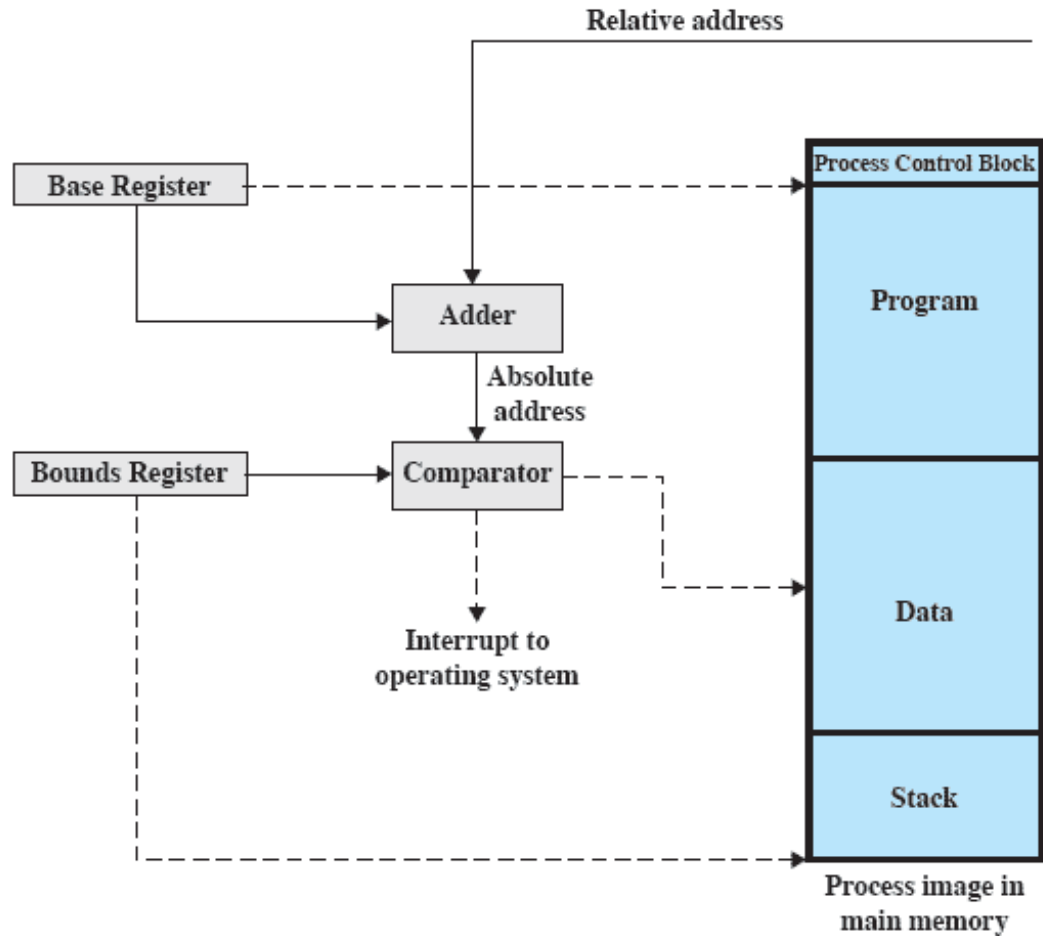 Relative address
Process Control Block
Base Register
Program
Adder
Absolute
address
Bounds Register
Comparator
Data
Interrupt to
operating system
Stack
Process image in
main memory